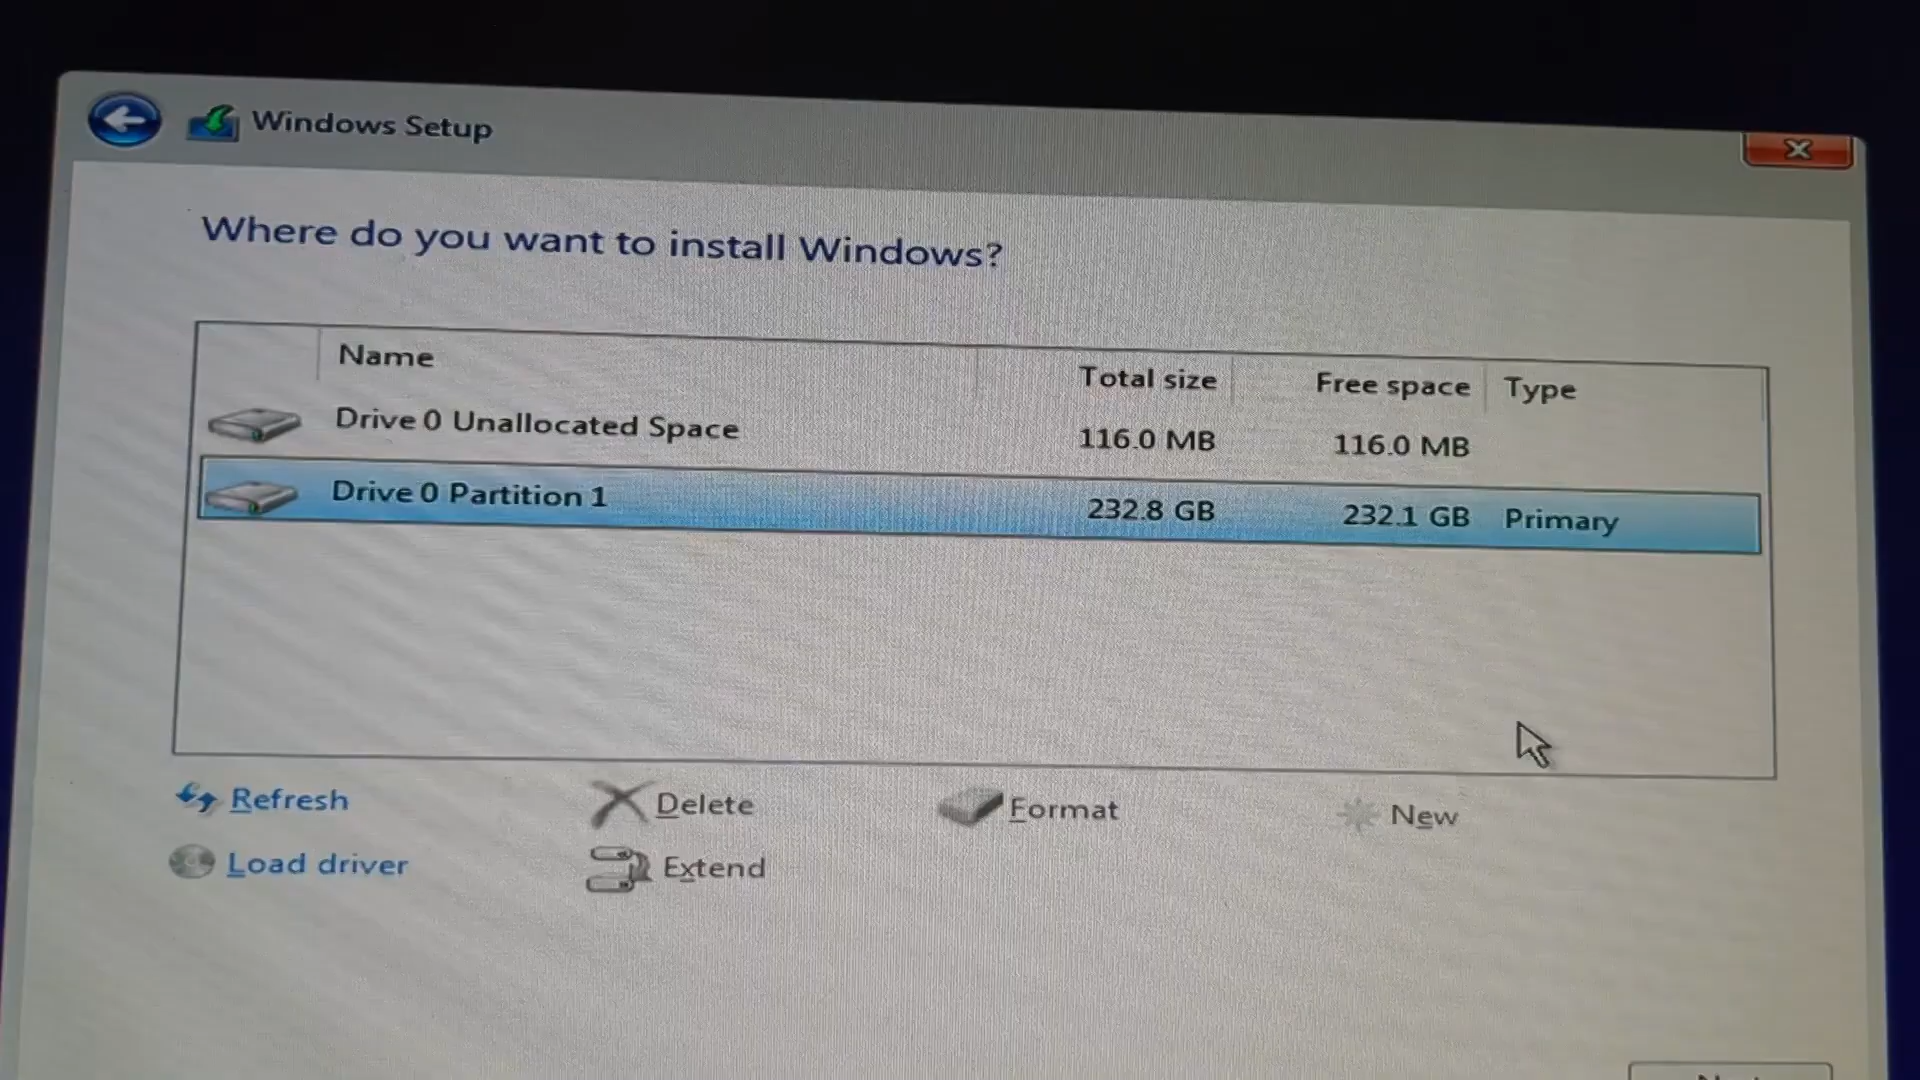 Windows Setup
Where do you want to install Windows?
Name Total size Free space Type
Drive 0 Unallocated Space 116.0 MB 116.0 MB
Drive 0 Partition 1 232.8 GB 232.1 GB Primary
Refresh Delete Format New
Load driver Extend